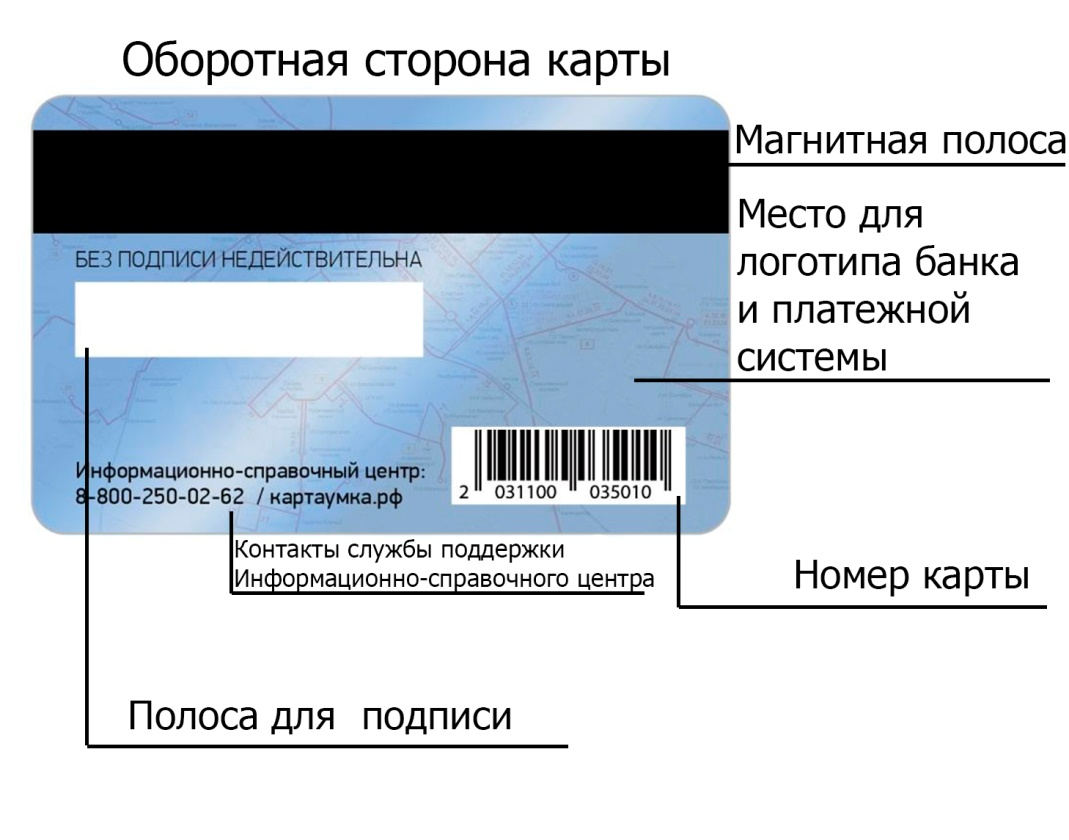 Оборотная сторона карты
Магнитная полоса
Место для
логотипа банка
и платежной
системы
БЕЗ ПОДПИСИ НЕДЕЙСТВИТЕЛЬНА
Информационно-справочный центр:
8-800-250-02-62 / картаумка.рф
2 031100 035010
Контакты службы поддержки
Информационно-справочного центра
Номер карты
Полоса для подписи